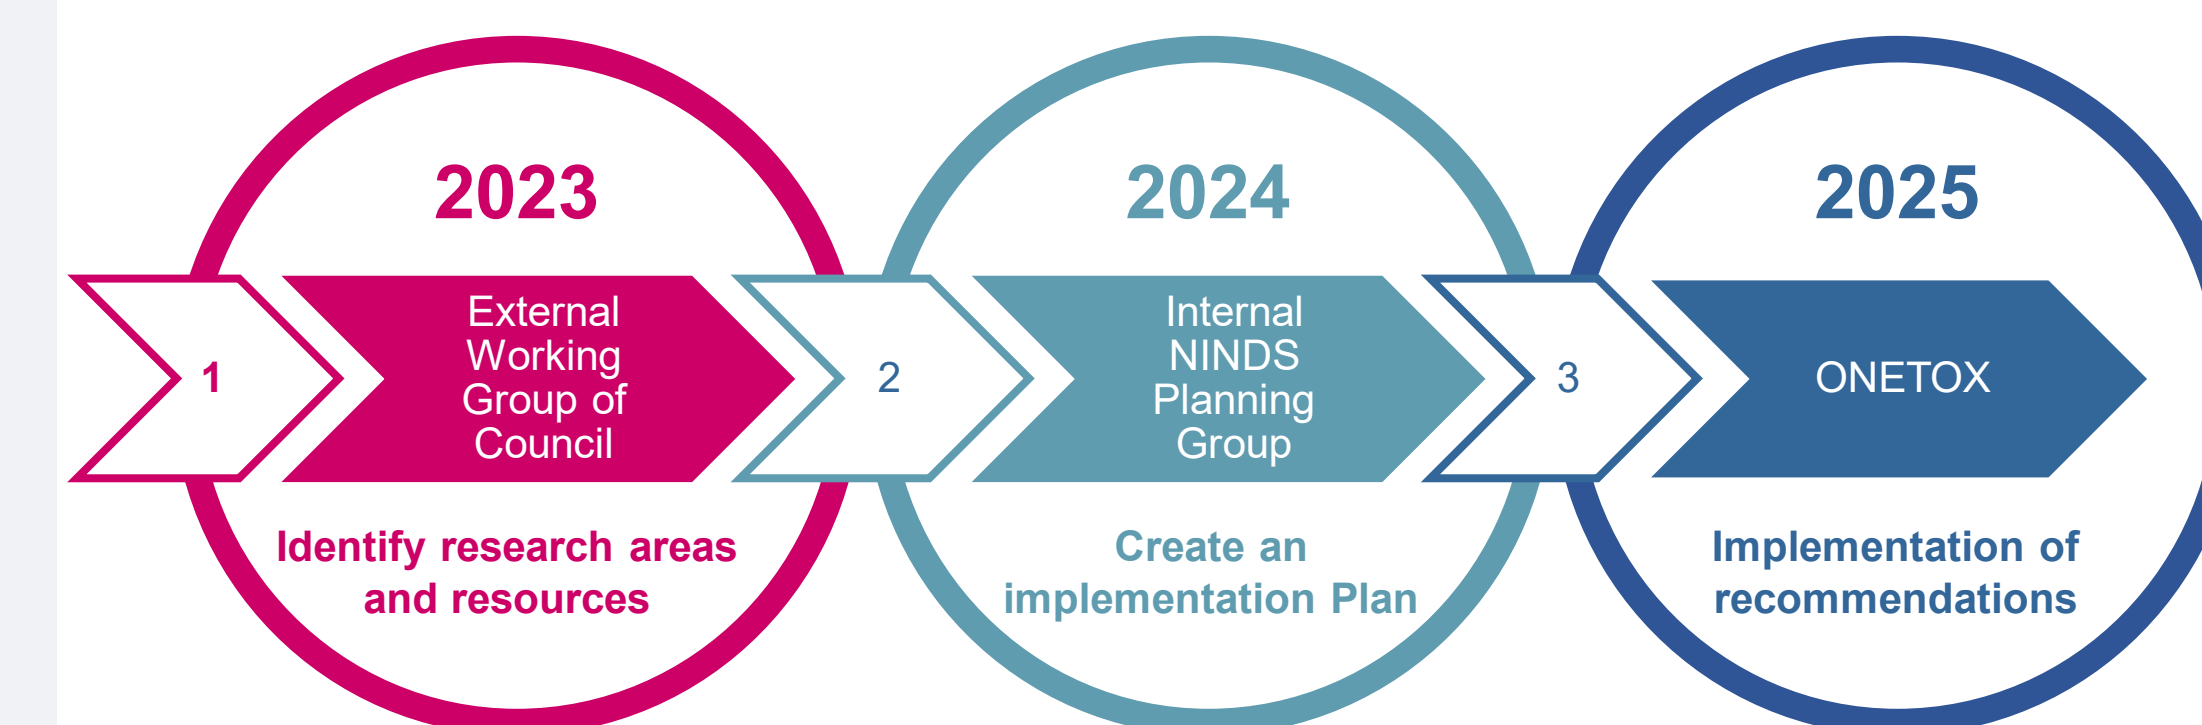 2023
1
External
Working
Group of
Council
Identify research areas
and resources
2024
2
Internal
NINDS
Planning
Group
Create an
implementation Plan
2025
3
ONETOX
Implementation of
recommendations